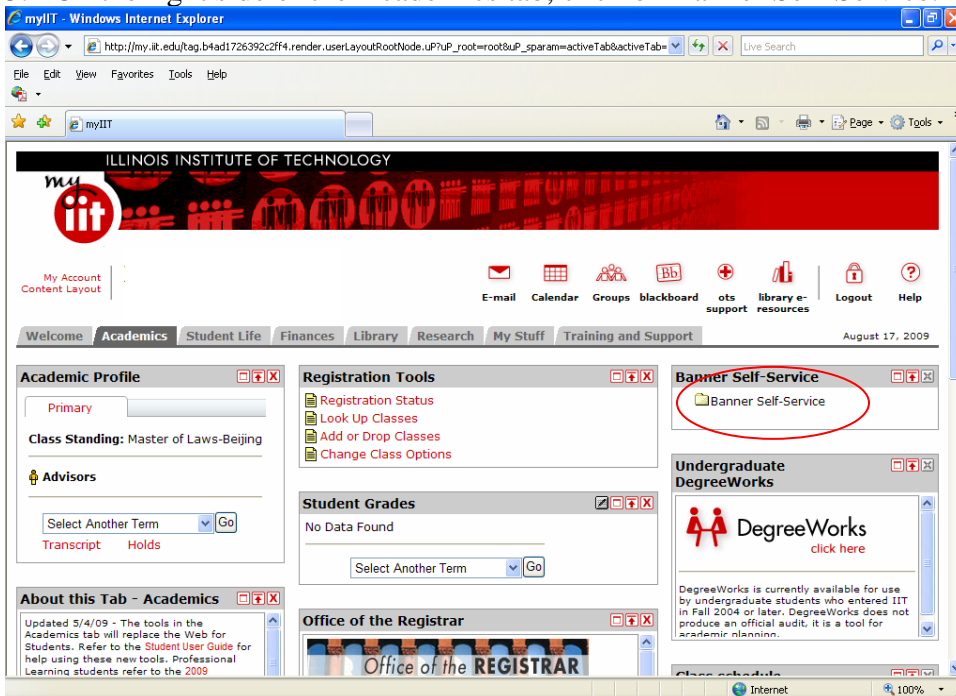 myIIT - Windows Internet Explorer
http://my.iit.edu/tag.b4ad1726392c2ff4.render.userLayoutRootNode.uP?uP_root=root&uP_sparam=activeTab&activeTab=
Live Search
File Edit View Favorites Tools Help
myIIT
Page Tools
ILLINOIS INSTITUTE OF TECHNOLOGY
my
iit
My Account
Content Layout
E-mail Calendar Groups blackboard ots support library e-resources Logout Help
Welcome Academics Student Life Finances Library Research My Stuff Training and Support August 17, 2009
Academic Profile
Primary
Class Standing: Master of Laws-Beijing
Advisors
Select Another Term Go
Transcript Holds
About this Tab - Academics
Updated 5/4/09 - The tools in the
Academics tab will replace the Web for
Students. Refer to the Student User Guide for
help using these new tools. Professional
Learning students refer to the 2009
Registration Tools
Registration Status
Look Up Classes
Add or Drop Classes
Change Class Options
Student Grades
No Data Found
Select Another Term Go
Office of the Registrar
Office of the REGISTRAR
Banner Self-Service
Banner Self-Service
Undergraduate
DegreeWorks
DegreeWorks
click here
DegreeWorks is currently available for use
by undergraduate students who entered IIT
in Fall 2004 or later. DegreeWorks does not
produce an official audit, it is a tool for
academic planning.
Class schedule
Internet 100%